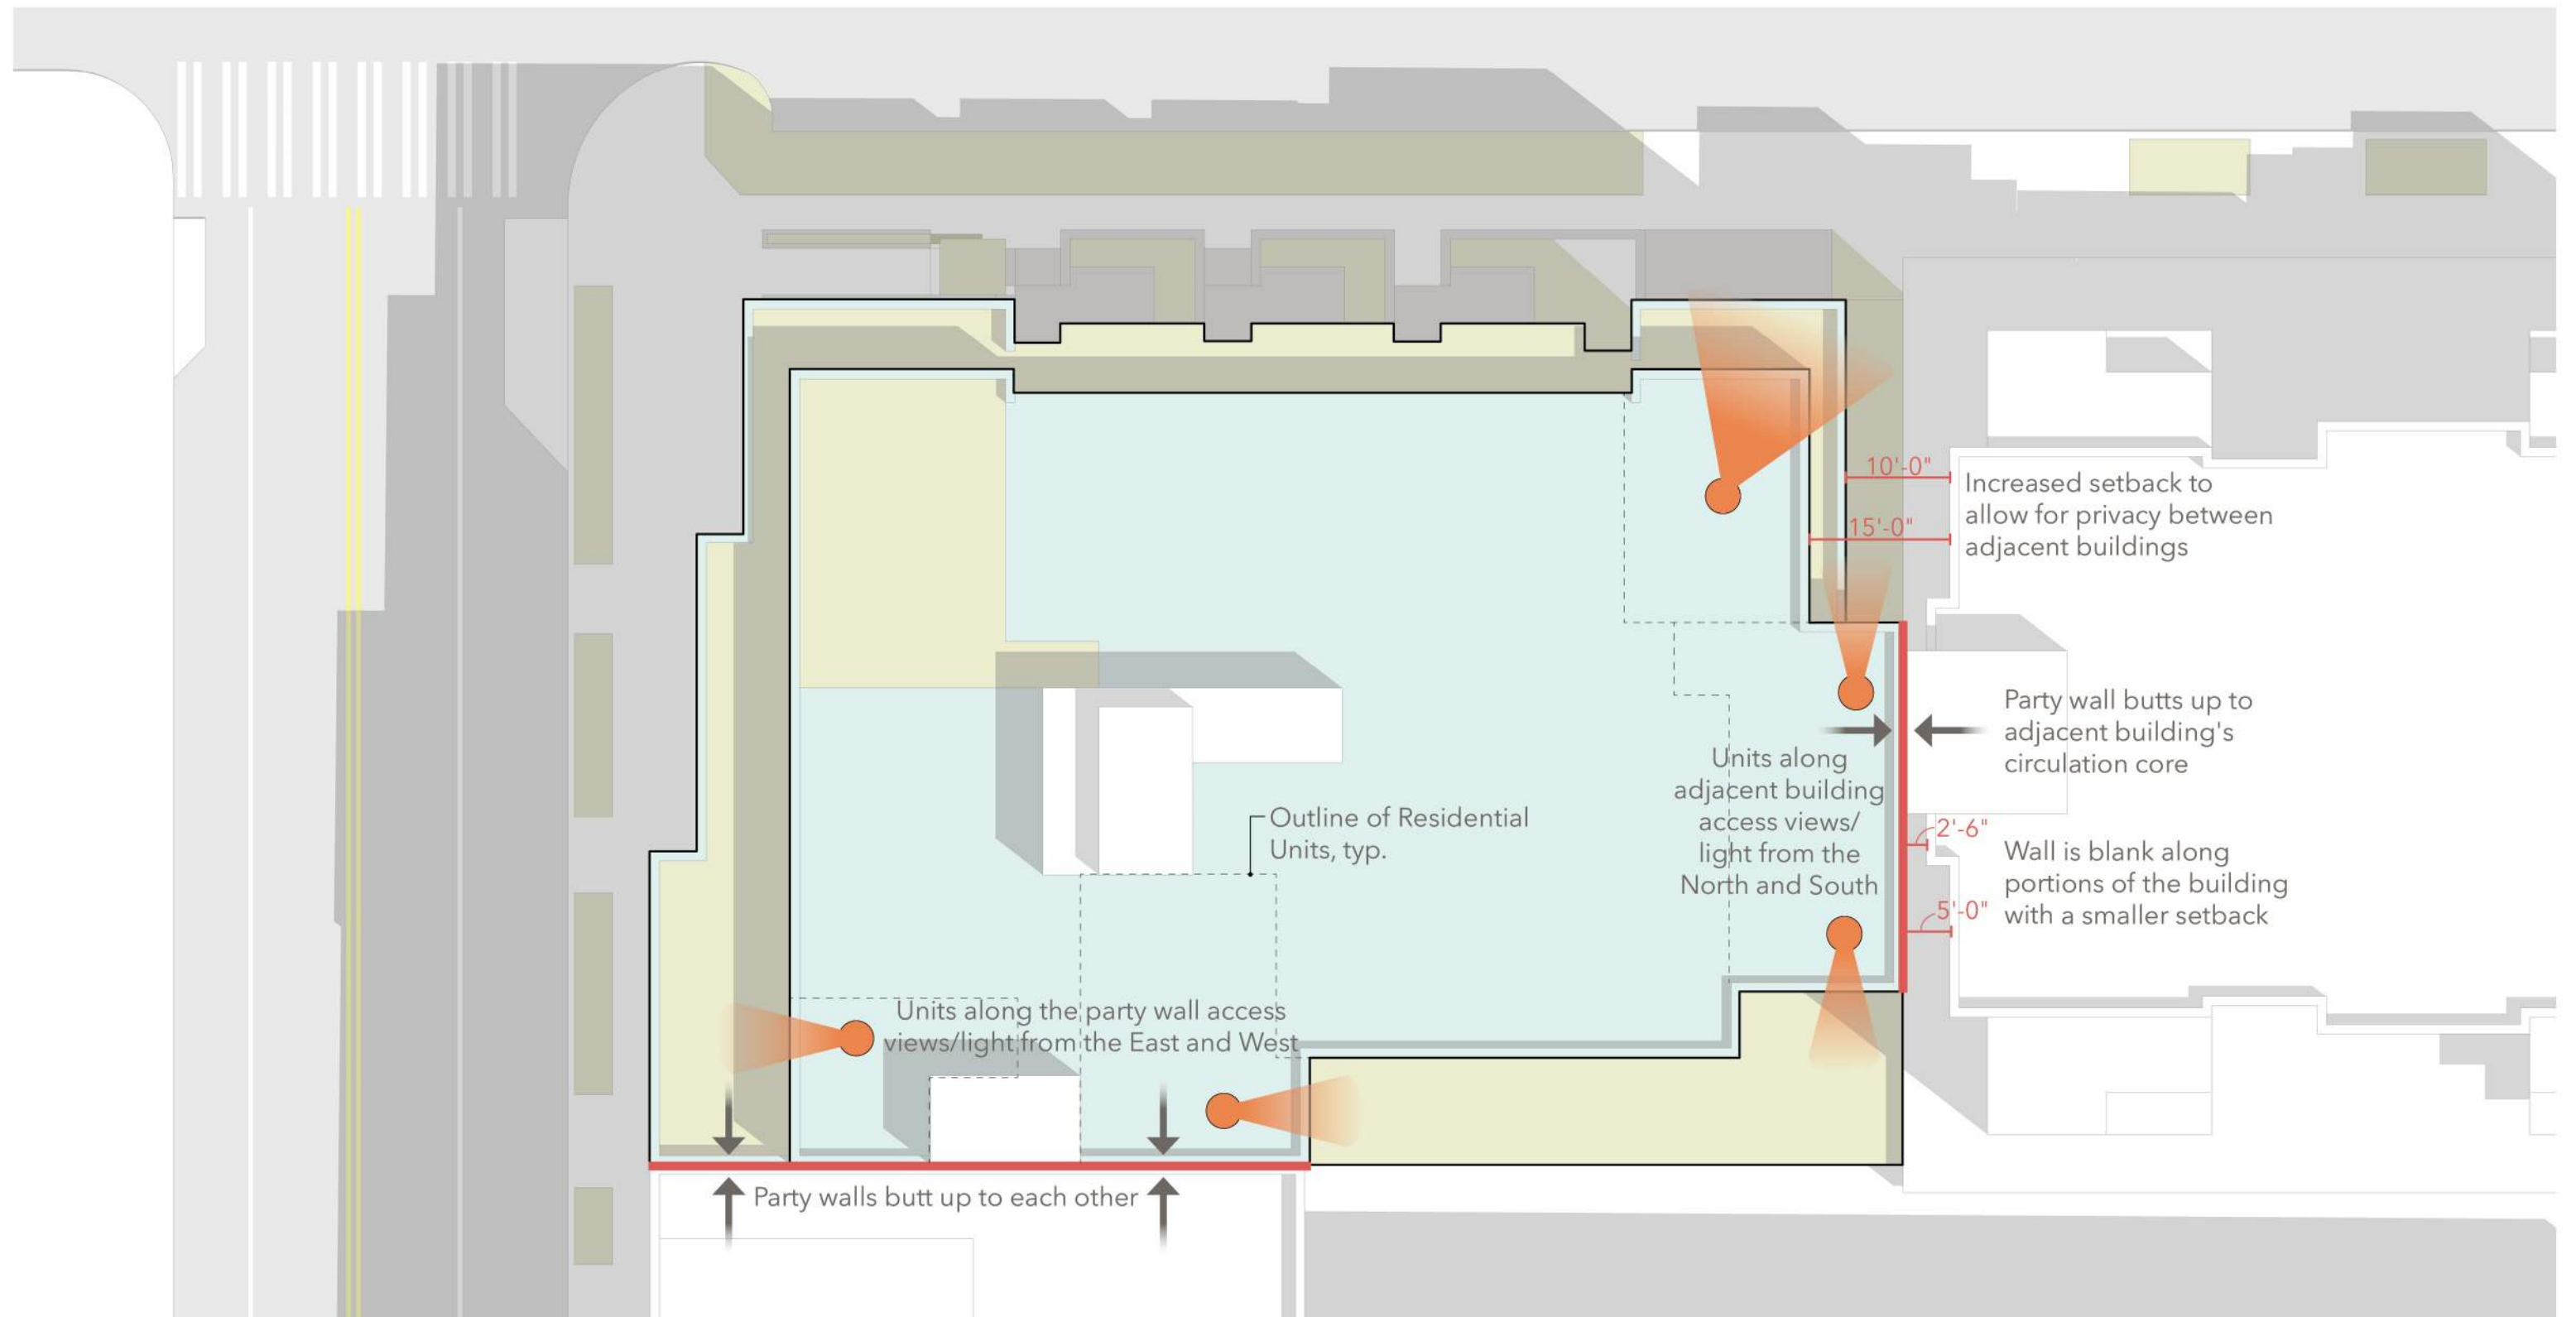 10'-0"
Increased setback to
allow for privacy between
adjacent buildings
15'-0"
Party wall butts up to
adjacent building's
circulation core
Units along
adjacent building
access views/
light from the
North and South
Outline of Residential
Units, typ.
2'-6"
Wall is blank along
portions of the building
with a smaller setback
5'-0"
Units along the party wall access
views/light from the East and West
Party walls butt up to each other